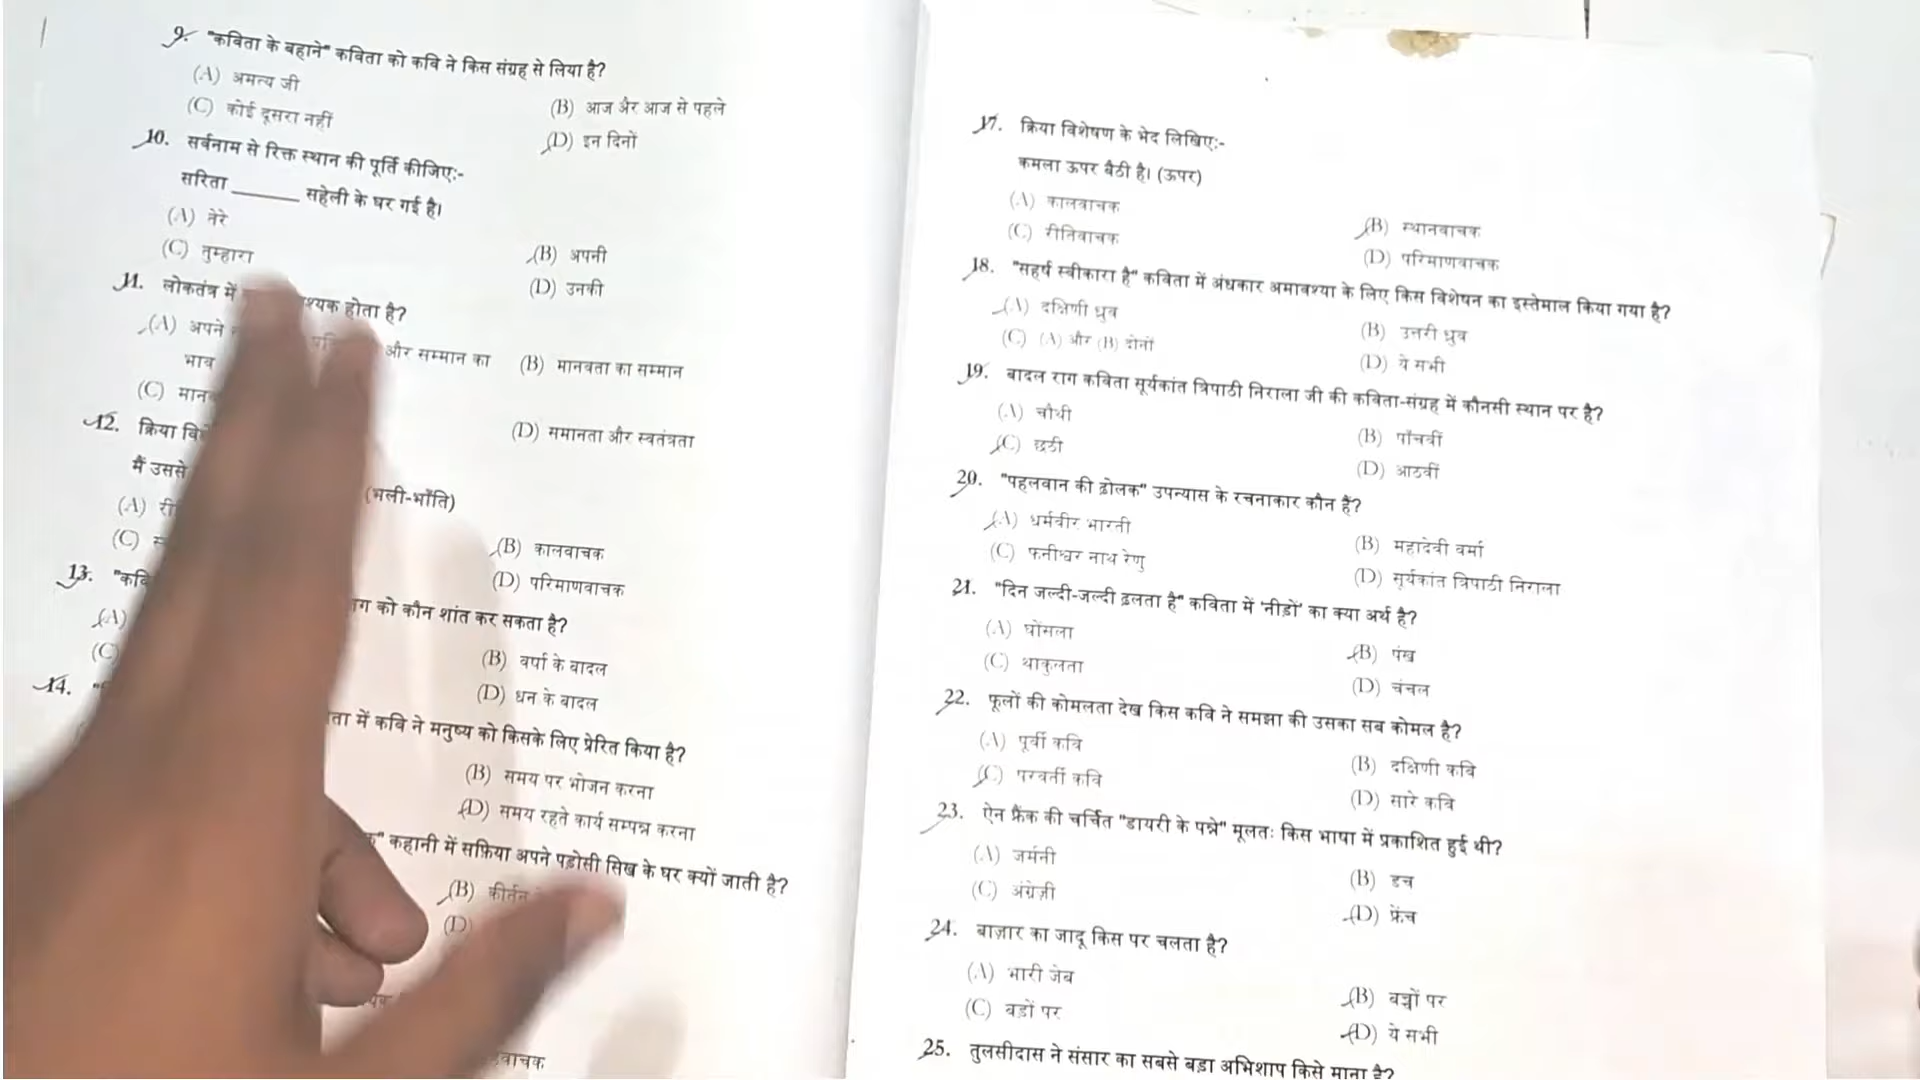 9. "कविता के बहाने" कविता को कवि ने किस संग्रह से लिया है?
(A) अमत्य जी
(B) आज और आज से पहले
(C) कोई दूसरा नहीं
(D) इन दिनों
10. सर्वनाम से रिक्त स्थान की पूर्ति कीजिए:-
सरिता ______ सहेली के घर गई है।
(A) तेरे
(B) अपनी
(C) तुम्हारा
(D) उनकी
11. लोकतंत्र में होता है?
(A) अपने और सम्मान का
भाव
(B) मानवता का सम्मान
(C)
(D) समानता और स्वतंत्रता
12. क्रिया
मैं उससे (भली-भाँति)
(A)
(B) कालवाचक
(C)
(D) परिमाणवाचक
13. को कौन शांत कर सकता है?
(A)
(B) वर्षा के बादल
(C)
(D) धन के बादल
14. में कवि ने मनुष्य को किसके लिए प्रेरित किया है?
(B) समय पर भोजन करना
(D) समय रहते कार्य सम्पन्न करना
कहानी में सफ़िया अपने पड़ोसी सिख के घर क्यों जाती है?
(B) कीर्तन
(D)
17. क्रिया विशेषण के भेद लिखिए:-
कमला ऊपर बैठी है। (ऊपर)
(A) कालवाचक
(B) स्थानवाचक
(C) रीतिवाचक
(D) परिमाणवाचक
18. "सहर्ष स्वीकारा है" कविता में अंधकार अमावश्या के लिए किस विशेषन का इस्तेमाल किया गया है?
(A) दक्षिणी ध्रुव
(B) उत्तरी ध्रुव
(C) (A) और (B) दोनों
(D) ये सभी
19. बादल राग कविता सूर्यकांत त्रिपाठी निराला जी की कविता-संग्रह में कौनसी स्थान पर है?
(A) चौथी
(B) पाँचवीं
(C) छठी
(D) आठवीं
20. "पहलवान की ढ़ोलक" उपन्यास के रचनाकार कौन हैं?
(A) धर्मवीर भारती
(B) महादेवी वर्मा
(C) फनीश्वर नाथ रेणु
(D) सूर्यकांत त्रिपाठी निराला
21. "दिन जल्दी-जल्दी ढ़लता है" कविता में 'नीड़ों' का क्या अर्थ है?
(A) घोंसला
(B) पंख
(C) थाकुलता
(D) चंचल
22. फूलों की कोमलता देख किस कवि ने समझा की उसका सब कोमल है?
(A) पूर्वी कवि
(B) दक्षिणी कवि
(C) परवर्ती कवि
(D) सारे कवि
23. ऐन फ्रैंक की चर्चित "डायरी के पन्ने" मूलतः किस भाषा में प्रकाशित हुई थी?
(A) जर्मनी
(B) डच
(C) अंग्रेज़ी
(D) फ्रेंच
24. बाज़ार का जादू किस पर चलता है?
(A) भारी जेब
(B) बच्चों पर
(C) बड़ों पर
(D) ये सभी
25. तुलसीदास ने संसार का सबसे बड़ा अभिशाप किसे माना है?